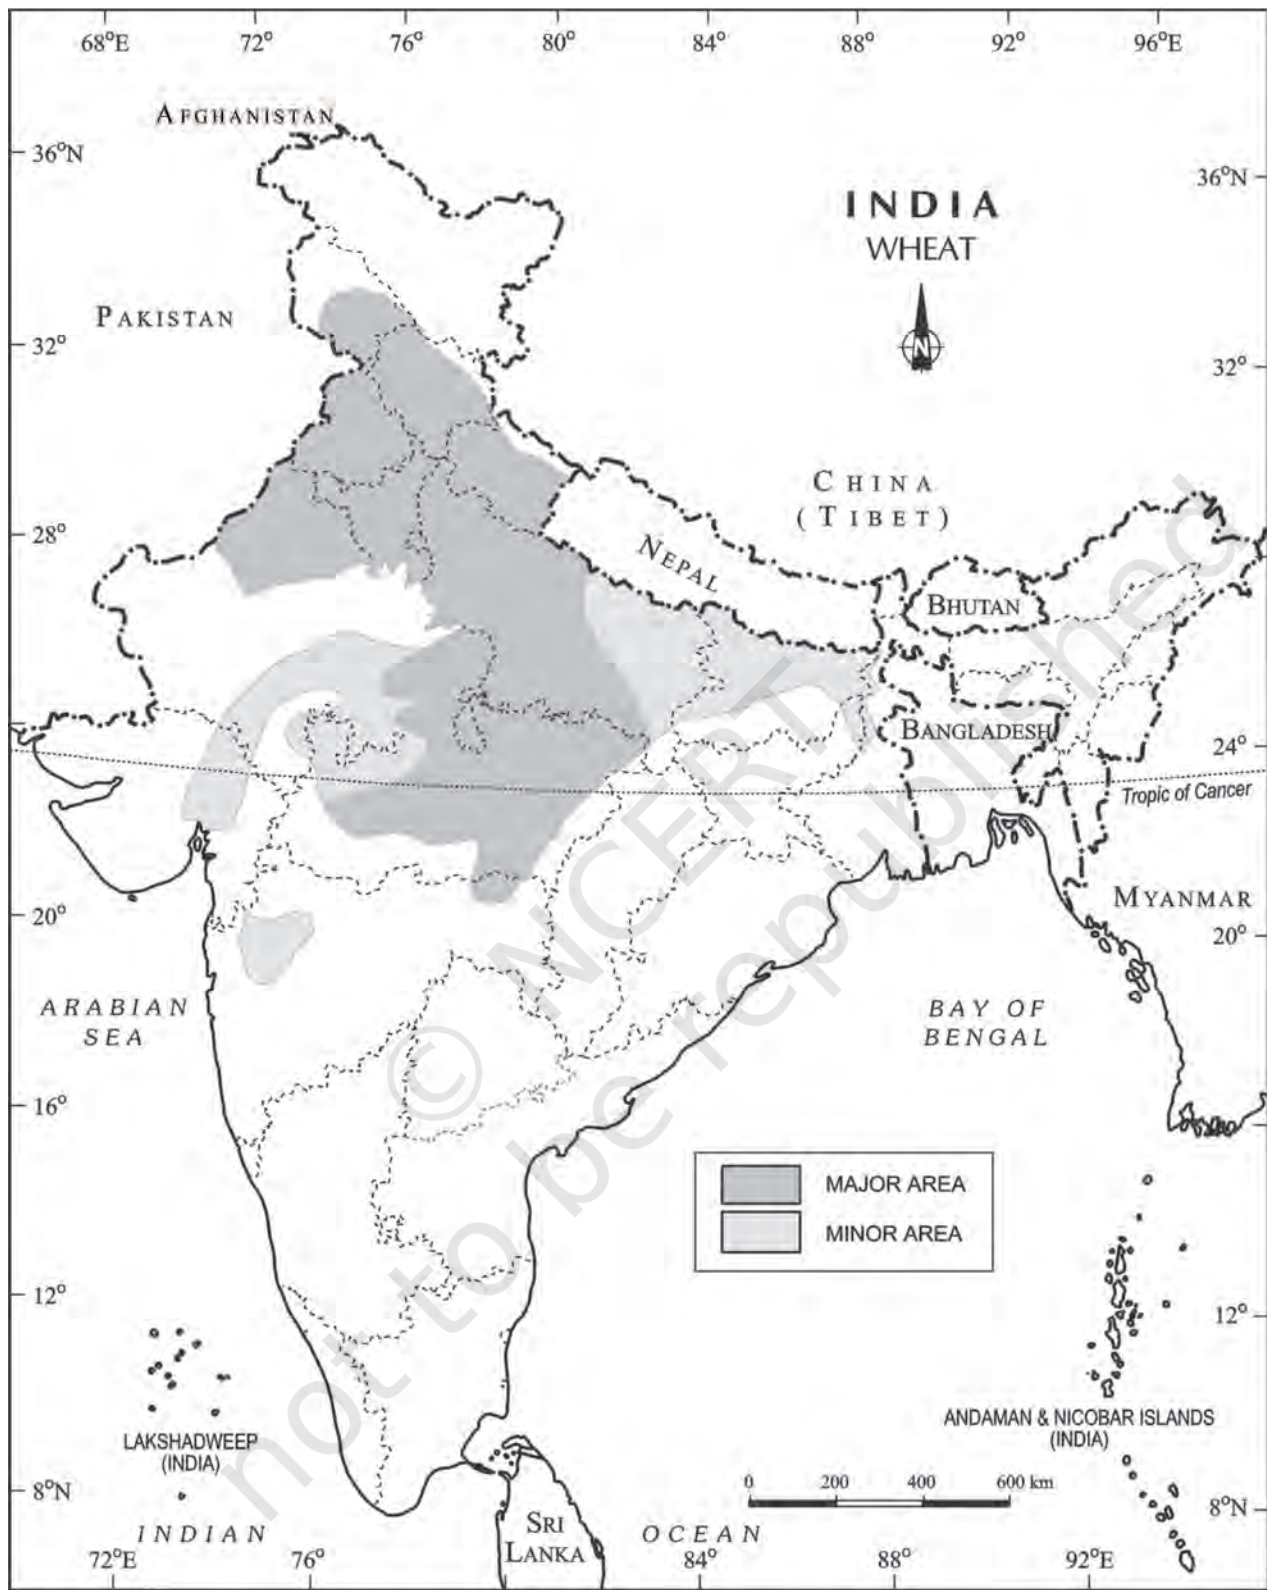 68°E 72° 76° 80° 84° 88° 92° 96°E
AFGHANISTAN
36°N
36°N
INDIA
WHEAT
N
PAKISTAN
32°
32°
CHINA
(TIBET)
28°
NEPAL
BHUTAN
BANGLADESH
24°
Tropic of Cancer
MYANMAR
20°
20°
ARABIAN
SEA
BAY OF
BENGAL
16°
MAJOR AREA
MINOR AREA
12°
12°
LAKSHADWEEP
(INDIA)
ANDAMAN & NICOBAR ISLANDS
(INDIA)
0 200 400 600 km
8°N
8°N
INDIAN OCEAN
SRI
LANKA
72°E 76° 84° 88° 92°E
© NCERT
not to be republished